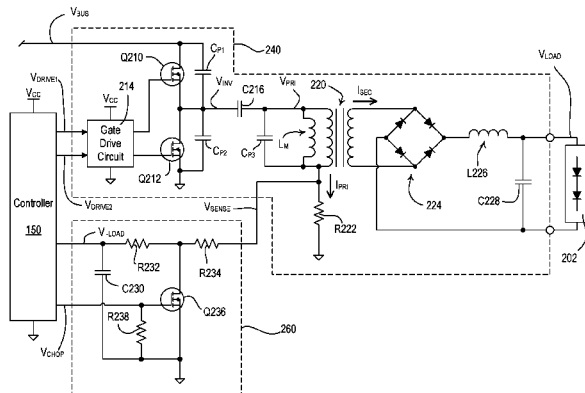 VBUS
240
Q210
CP1
VDRIVE1
VCC
VCC
214
VINV
C216
VPRI
220
ISEC
VLOAD
Gate
Drive
Circuit
CP2
CP3
LM
Q212
IPRI
224
L226
C228
202
VDRIVE2
VSENSE
R222
Controller
150
VI-LOAD
R232
R234
C230
Q236
R238
260
VCHOP